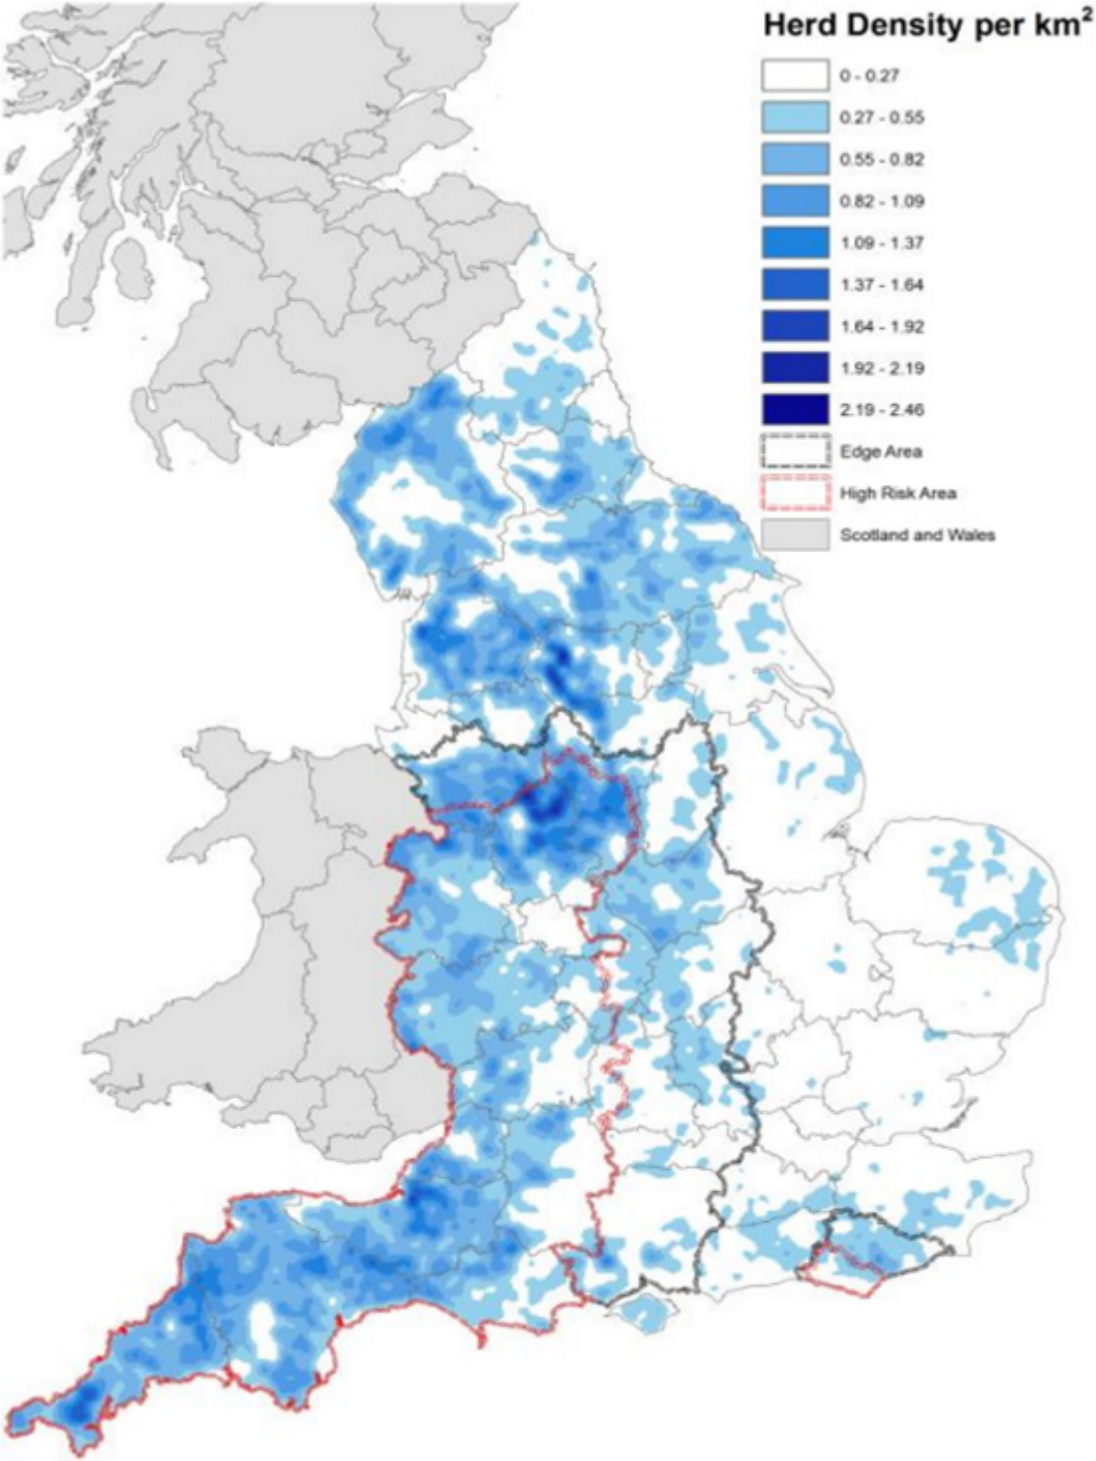 Herd Density per km²
0 - 0.27
0.27 - 0.55
0.55 - 0.82
0.82 - 1.09
1.09 - 1.37
1.37 - 1.64
1.64 - 1.92
1.92 - 2.19
2.19 - 2.46
Edge Area
High Risk Area
Scotland and Wales